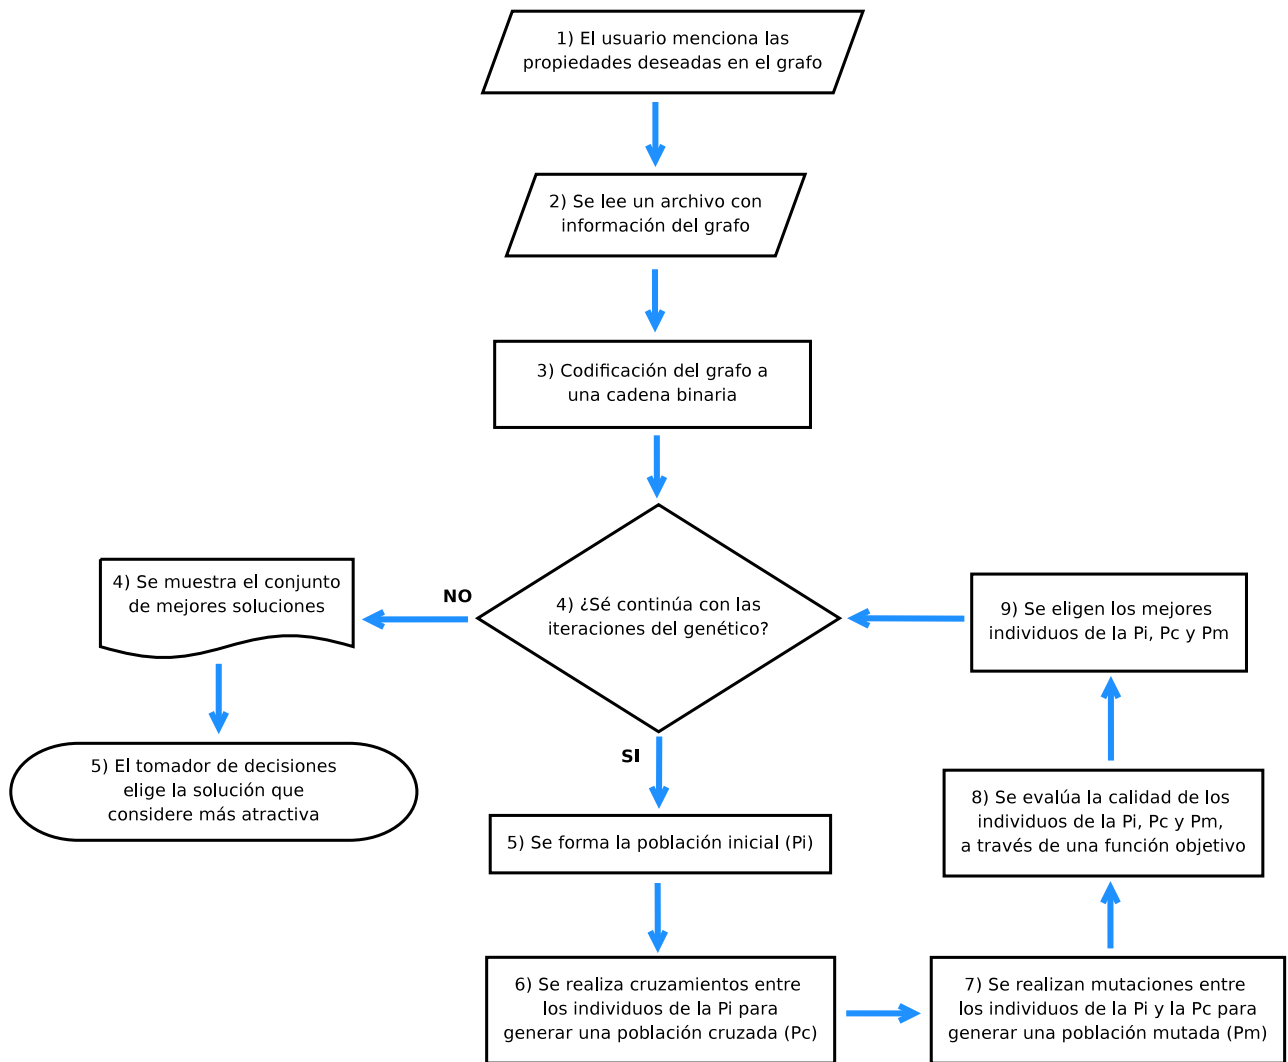 1) El usuario menciona las
propiedades deseadas en el grafo
2) Se lee un archivo con
información del grafo
3) Codificación del grafo a
una cadena binaria
4) ¿Sé continúa con las
iteraciones del genético?
NO
4) Se muestra el conjunto
de mejores soluciones
5) El tomador de decisiones
elige la solución que
considere más atractiva
SI
5) Se forma la población inicial (Pi)
6) Se realiza cruzamientos entre
los individuos de la Pi para
generar una población cruzada (Pc)
7) Se realizan mutaciones entre
los individuos de la Pi y la Pc para
generar una población mutada (Pm)
8) Se evalúa la calidad de los
individuos de la Pi, Pc y Pm,
a través de una función objetivo
9) Se eligen los mejores
individuos de la Pi, Pc y Pm